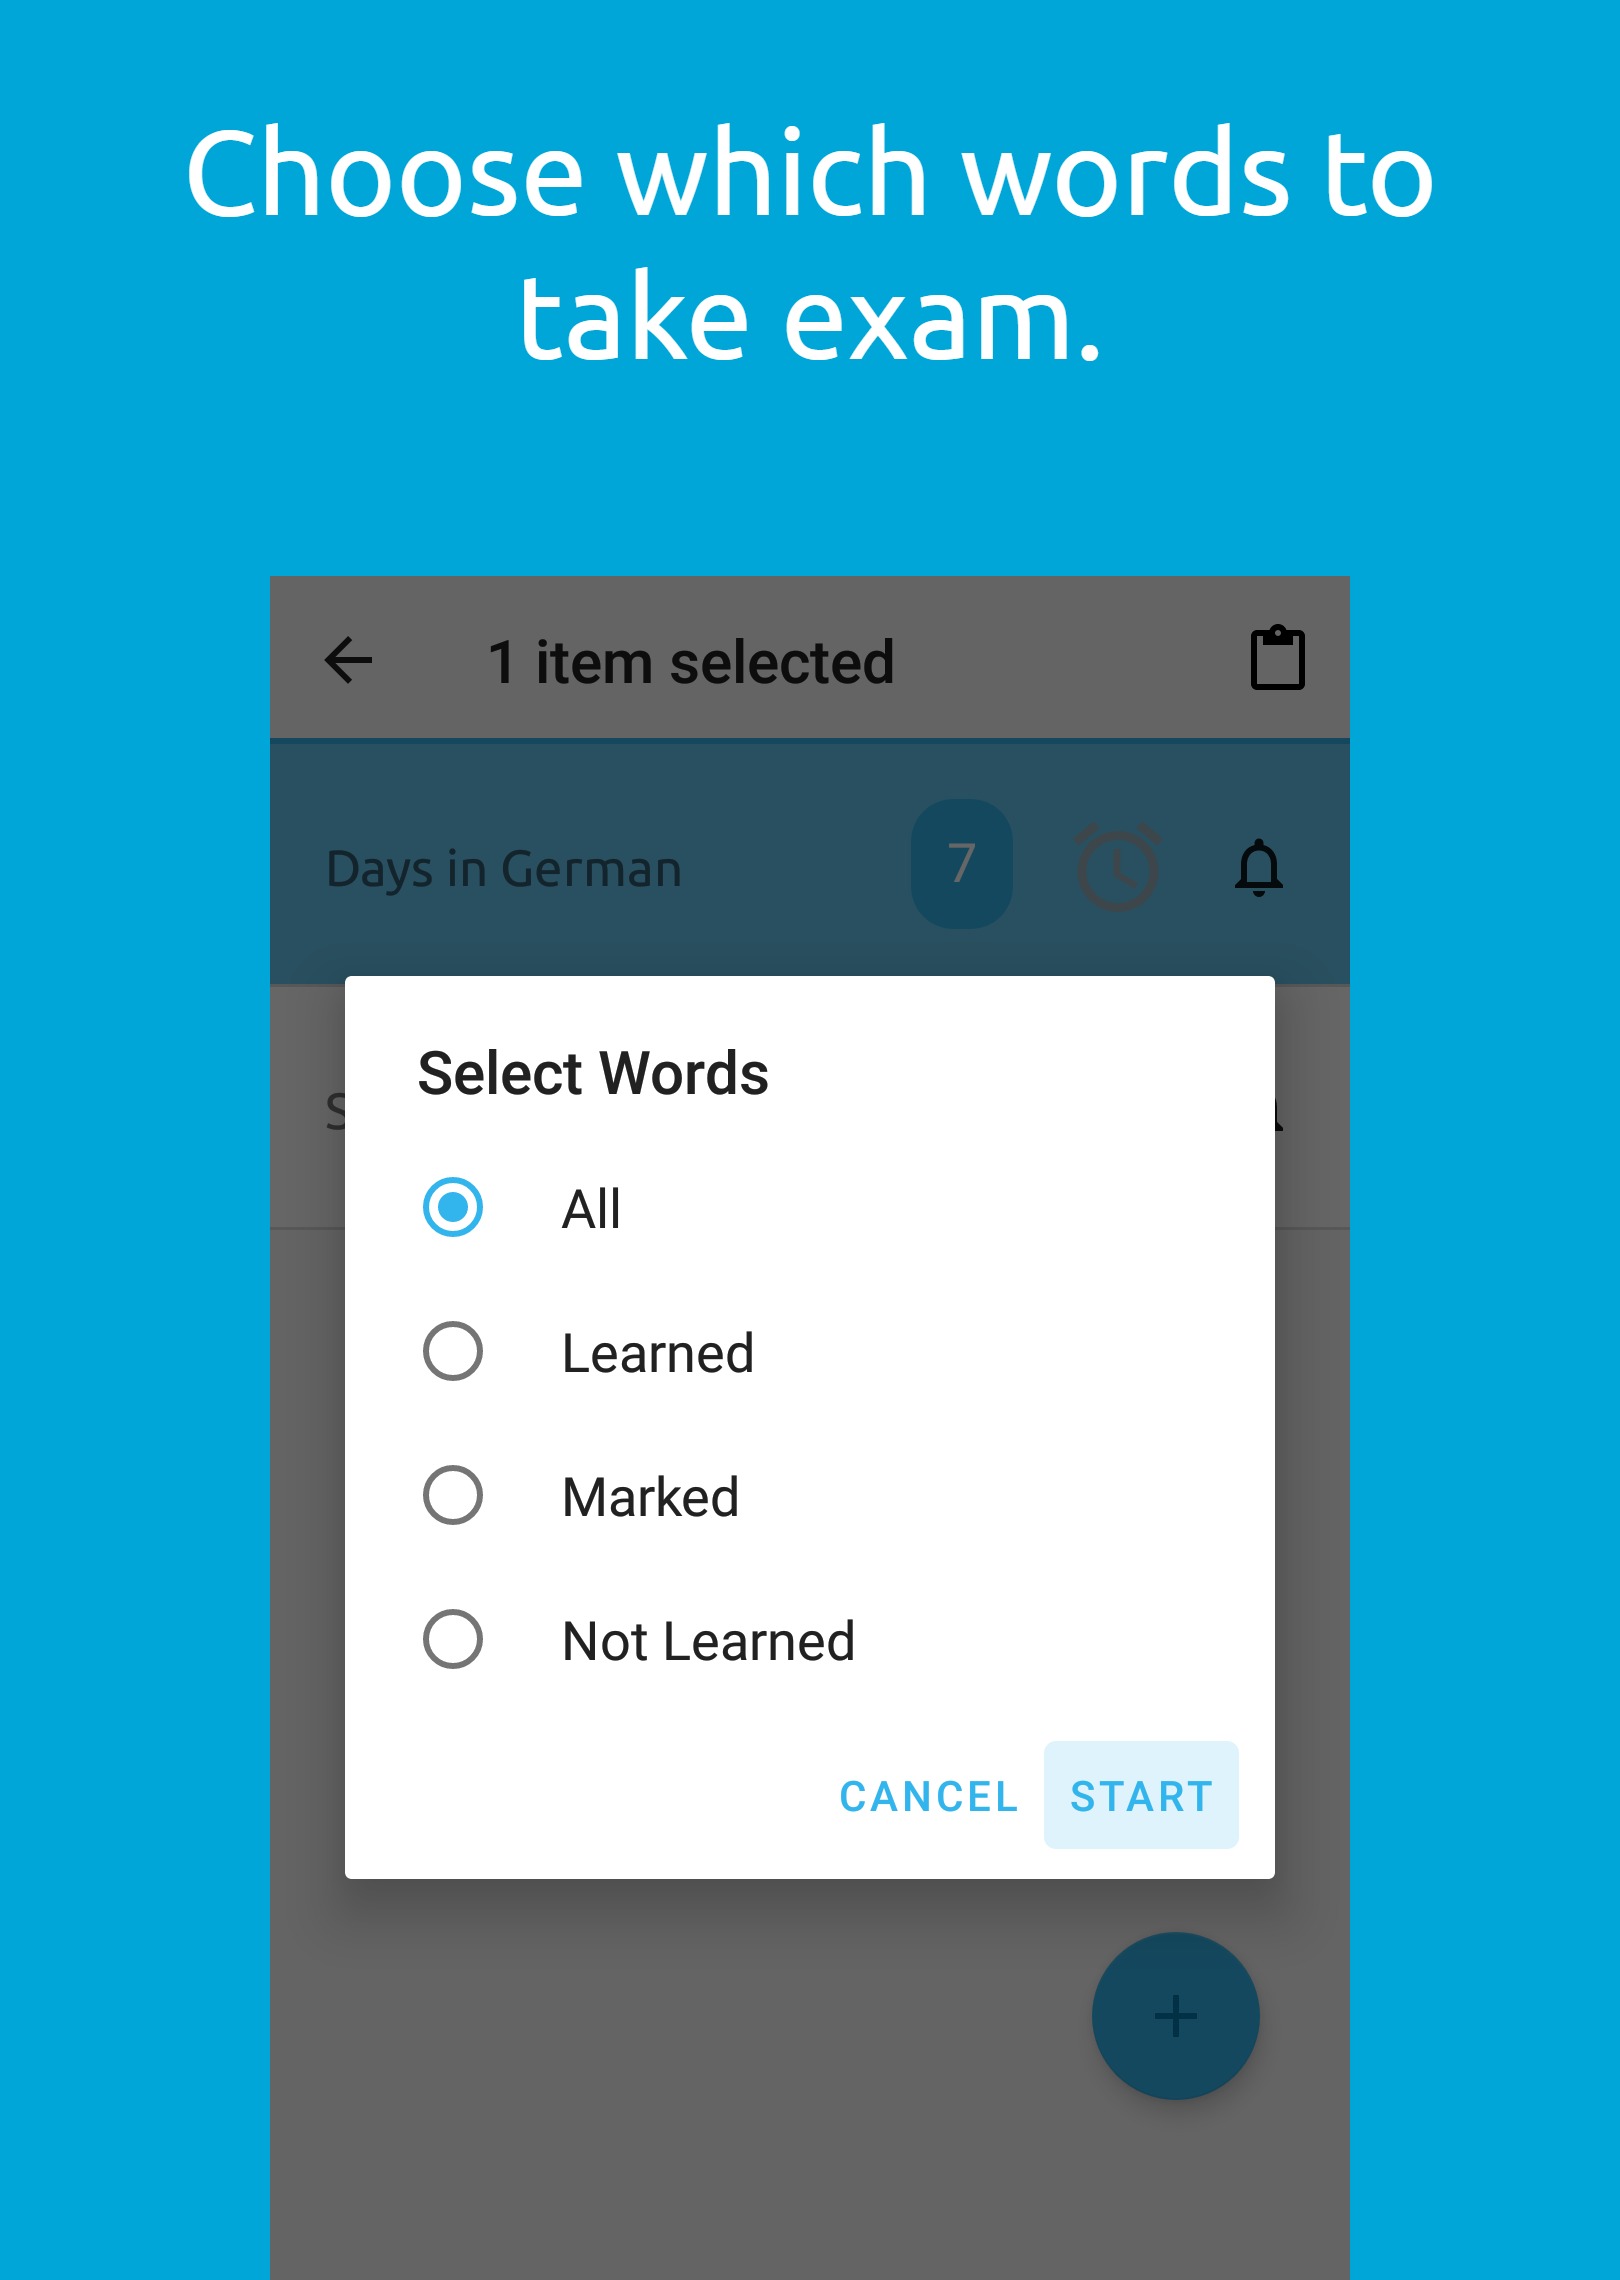 Choose which words to
take exam.
1 item selected
Days in German
7
Select Words
All
Learned
Marked
Not Learned
CANCEL START